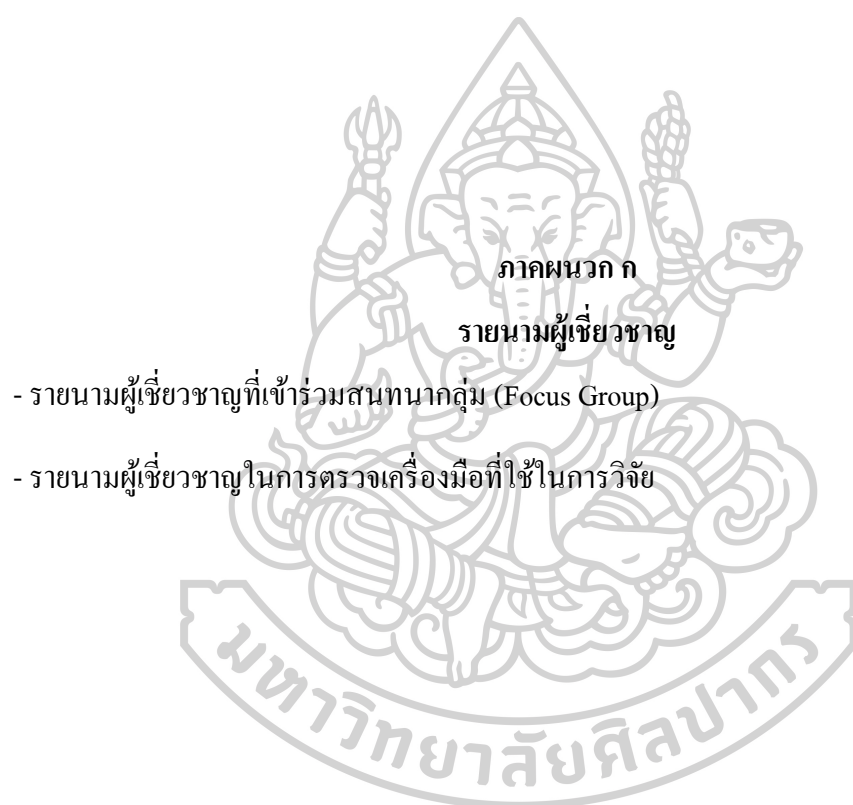 ภาคผนวก ก
รายนามผู้เชี่ยวชาญ
- รายนามผู้เชี่ยวชาญที่เข้าร่วมสนทนากลุ่ม (Focus Group)
- รายนามผู้เชี่ยวชาญในการตรวจเครื่องมือที่ใช้ในการวิจัย
มหาวิทยาลัยศิลปากร